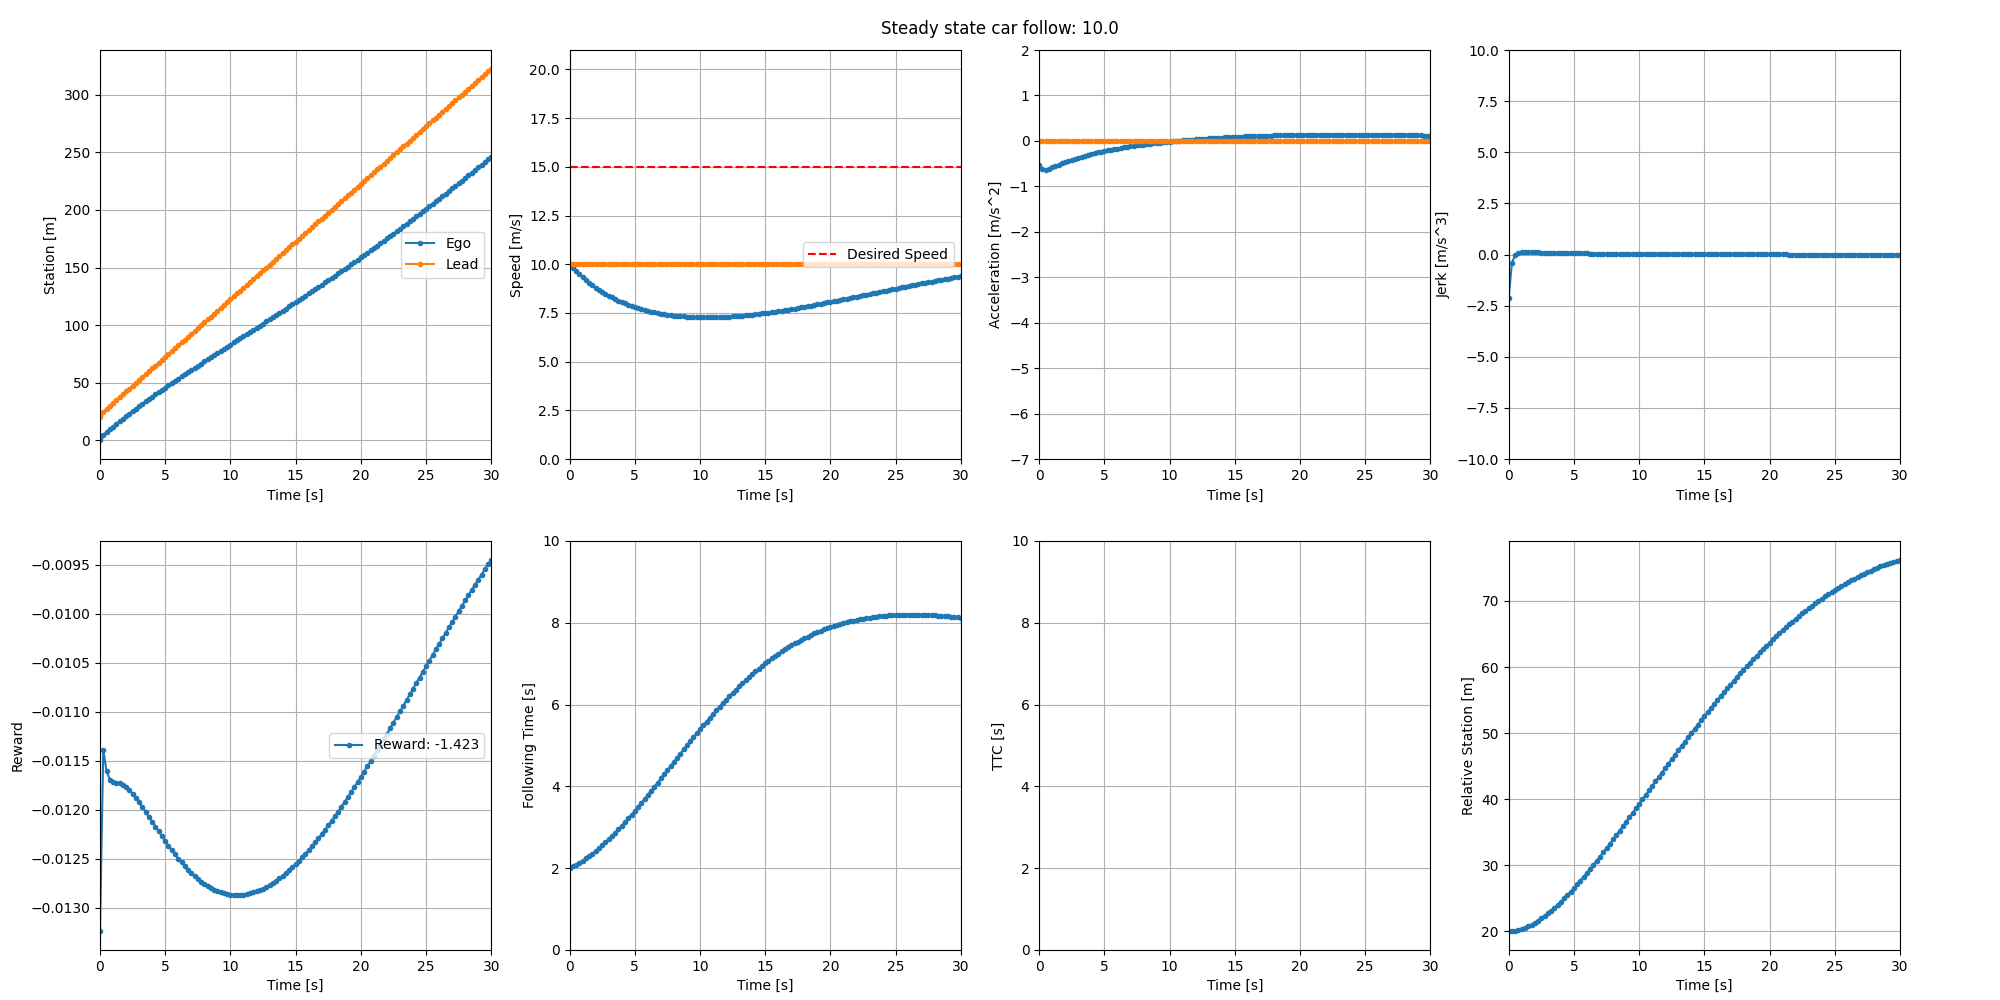 Steady state car follow: 10.0
Station [m]
300
250
200
150
100
50
0
Ego
Lead
0 5 10 15 20 25 30
Time [s]
Speed [m/s]
20.0
17.5
15.0
12.5
10.0
7.5
5.0
2.5
0.0
Desired Speed
0 5 10 15 20 25 30
Time [s]
Acceleration [m/s^2]
2
1
0
−1
−2
−3
−4
−5
−6
−7
0 5 10 15 20 25 30
Time [s]
Jerk [m/s^3]
10.0
7.5
5.0
2.5
0.0
−2.5
−5.0
−7.5
−10.0
0 5 10 15 20 25 30
Time [s]
Reward
−0.0095
−0.0100
−0.0105
−0.0110
−0.0115
−0.0120
−0.0125
−0.0130
Reward: -1.423
0 5 10 15 20 25 30
Time [s]
Following Time [s]
10
8
6
4
2
0
0 5 10 15 20 25 30
Time [s]
TTC [s]
10
8
6
4
2
0
0 5 10 15 20 25 30
Time [s]
Relative Station [m]
70
60
50
40
30
20
0 5 10 15 20 25 30
Time [s]